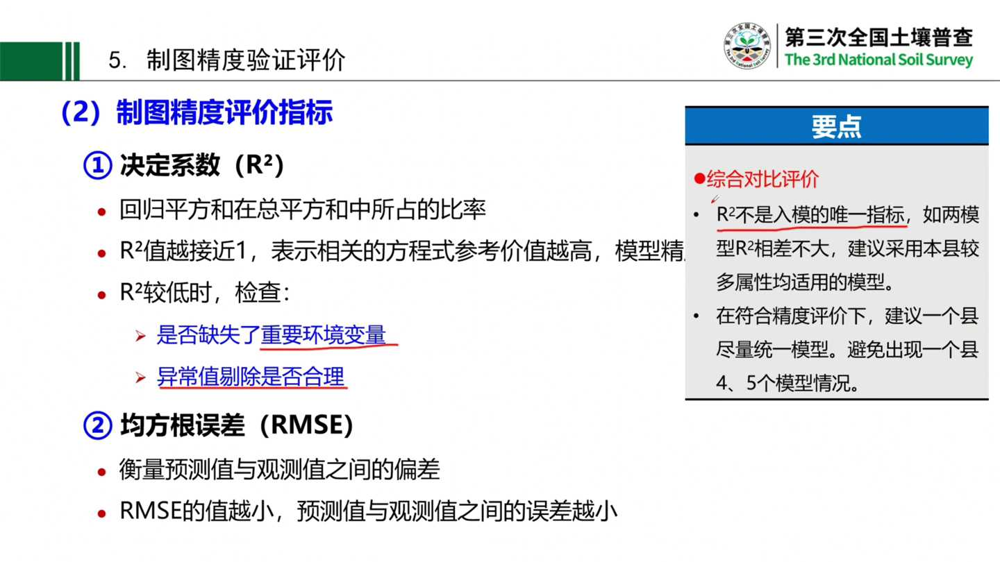 5. 制图精度验证评价
第三次全国土壤普查
The 3rd National Soil Survey
（2）制图精度评价指标
① 决定系数（R²）
• 回归平方和在总平方和中所占的比率
• R²值越接近1，表示相关的方程式参考价值越高，模型精
• R²较低时，检查：
➢ 是否缺失了重要环境变量
➢ 异常值剔除是否合理
② 均方根误差（RMSE）
• 衡量预测值与观测值之间的偏差
• RMSE的值越小，预测值与观测值之间的误差越小
要点
●综合对比评价
• R²不是入模的唯一指标，如两模
型R²相差不大，建议采用本县较
多属性均适用的模型。
• 在符合精度评价下，建议一个县
尽量统一模型。避免出现一个县
4、5个模型情况。